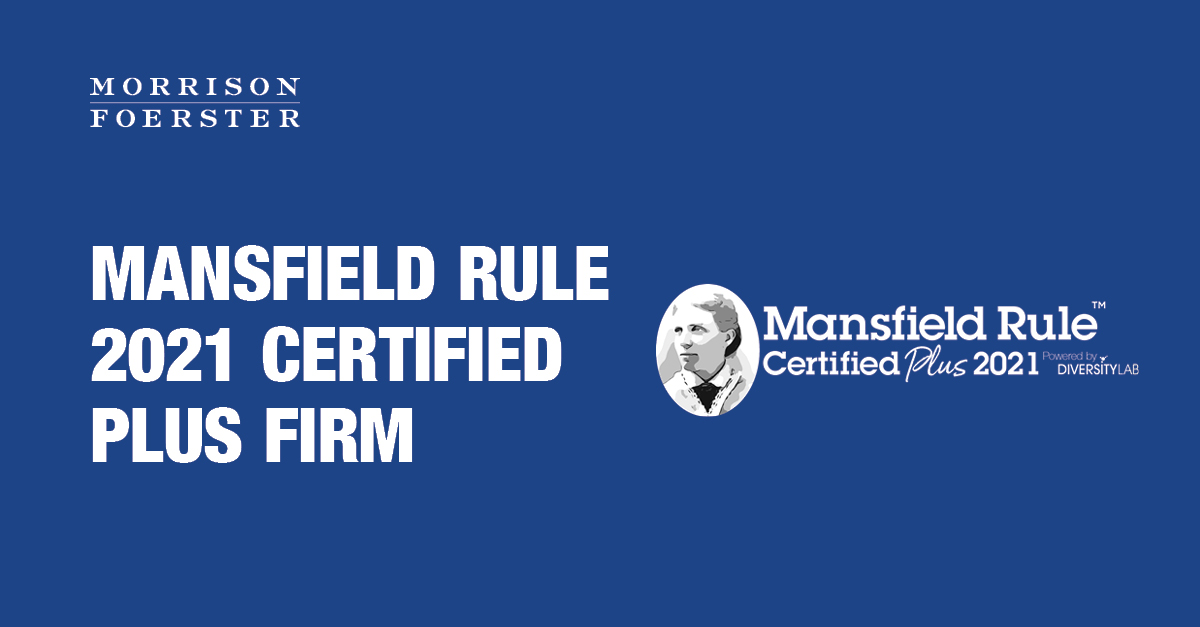 MORRISON
FOERSTER
MANSFIELD RULE
2021 CERTIFIED
PLUS FIRM
Mansfield Rule™
Certified Plus 2021 Powered by
DIVERSITYLAB